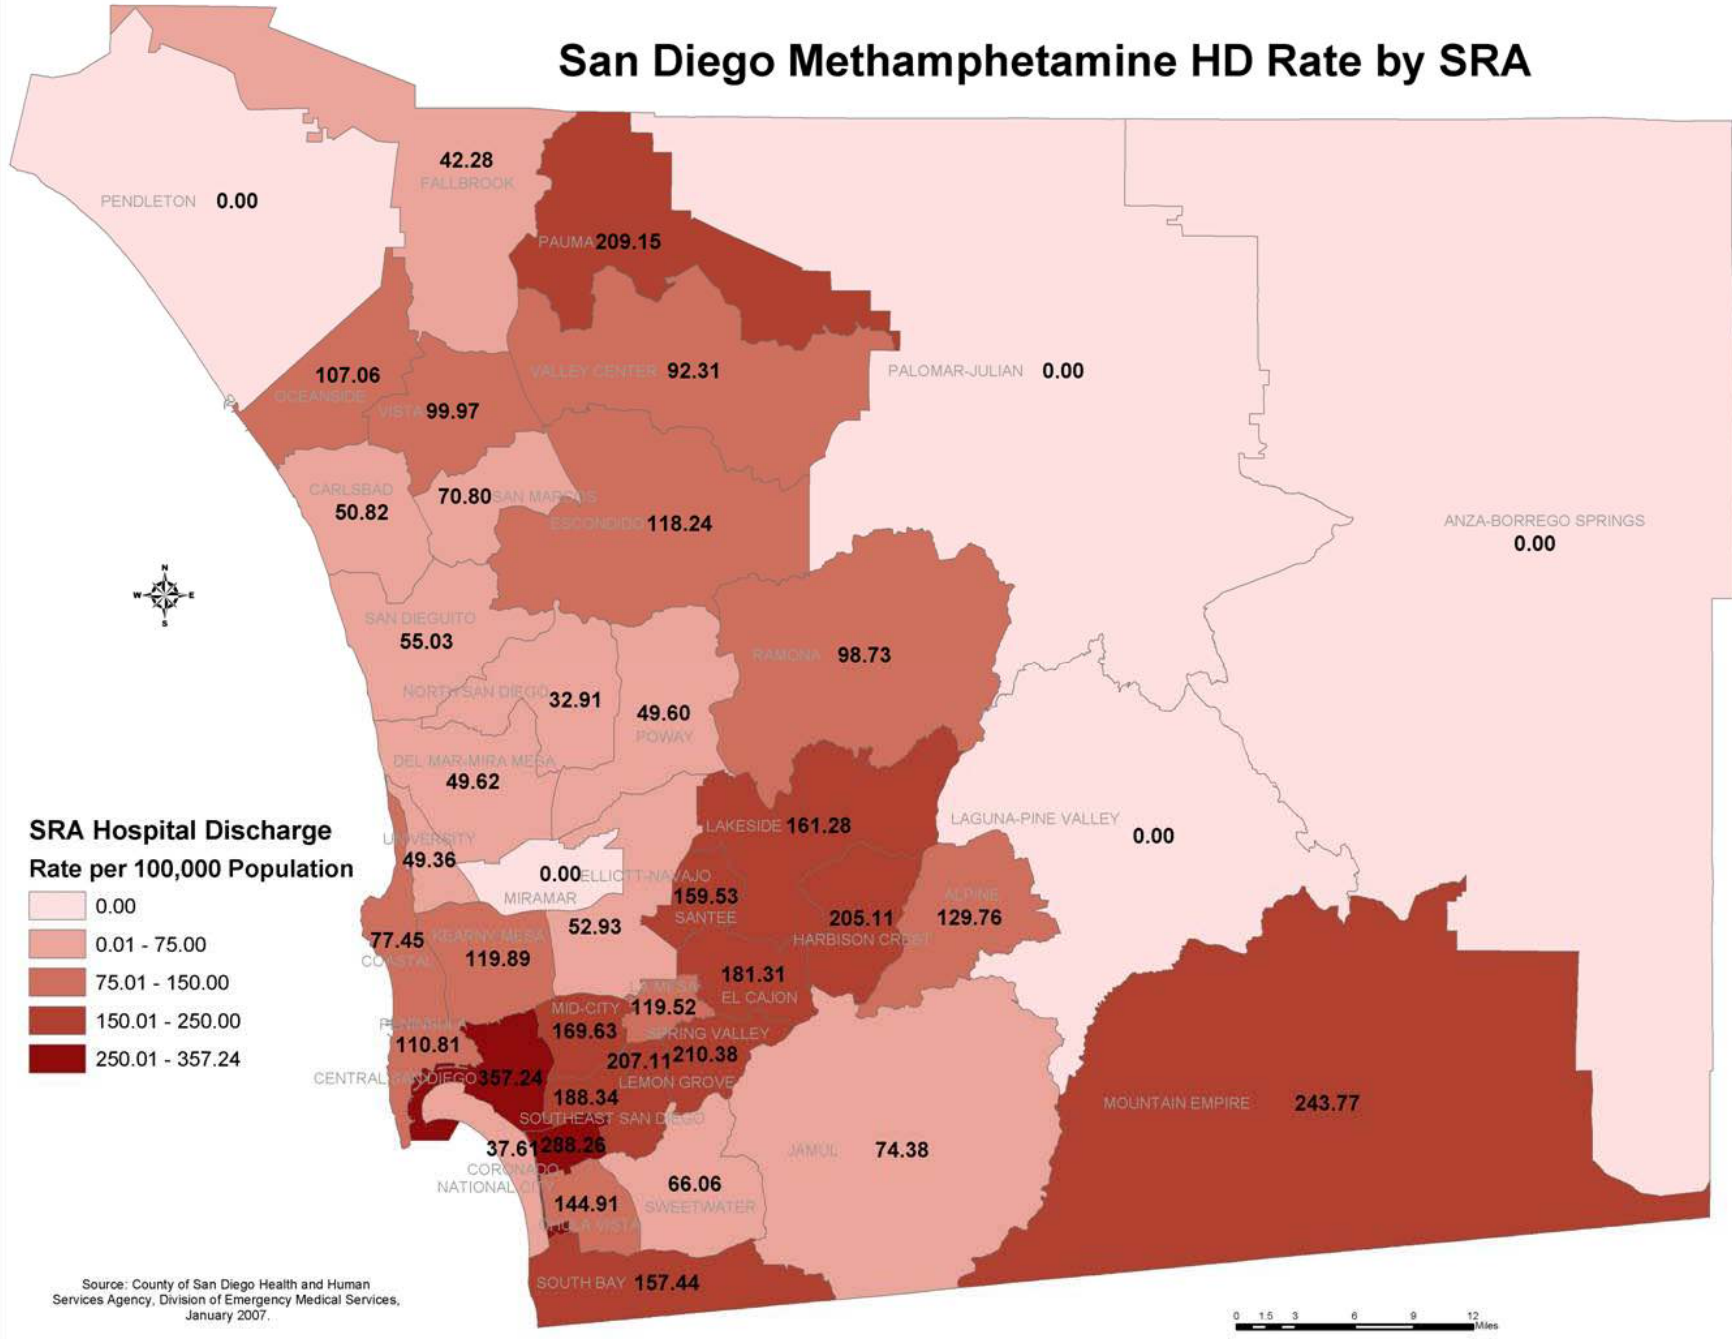 San Diego Methamphetamine HD Rate by SRA
42.28
FALLBROOK
PENDLETON 0.00
PAUMA 209.15
107.06
OCEANSIDE
VALLEY CENTER 92.31
PALOMAR-JULIAN 0.00
VISTA 99.97
CARLSBAD
50.82
70.80 SAN MARCOS
ESCONDIDO 118.24
ANZA-BORREGO SPRINGS
0.00
N
W E
S
SAN DIEGUITO
55.03
RAMONA 98.73
NORTH SAN DIEGO 32.91
49.60
POWAY
DEL MAR-MIRA MESA
49.62
LAKESIDE 161.28
LAGUNA-PINE VALLEY
0.00
UNIVERSITY
49.36
0.00 ELLIOTT-NAVAJO
MIRAMAR
52.93
159.53
SANTEE
205.11
HARBISON CREST
ALPINE
129.76
77.45
COASTAL
KEARNY MESA
119.89
181.31
EL CAJON
LA MESA
119.52
MID-CITY
169.63
SPRING VALLEY
PENINSULA
110.81
207.11 210.38
LEMON GROVE
CENTRAL SAN DIEGO 357.24
188.34
SOUTHEAST SAN DIEGO
MOUNTAIN EMPIRE 243.77
37.61 288.26
CORONADO
NATIONAL CITY
JAMUL 74.38
66.06
SWEETWATER
144.91
CHULA VISTA
SOUTH BAY 157.44
SRA Hospital Discharge
Rate per 100,000 Population
0.00
0.01 - 75.00
75.01 - 150.00
150.01 - 250.00
250.01 - 357.24
Source: County of San Diego Health and Human
Services Agency, Division of Emergency Medical Services,
January 2007.
0 1.5 3 6 9 12
Miles